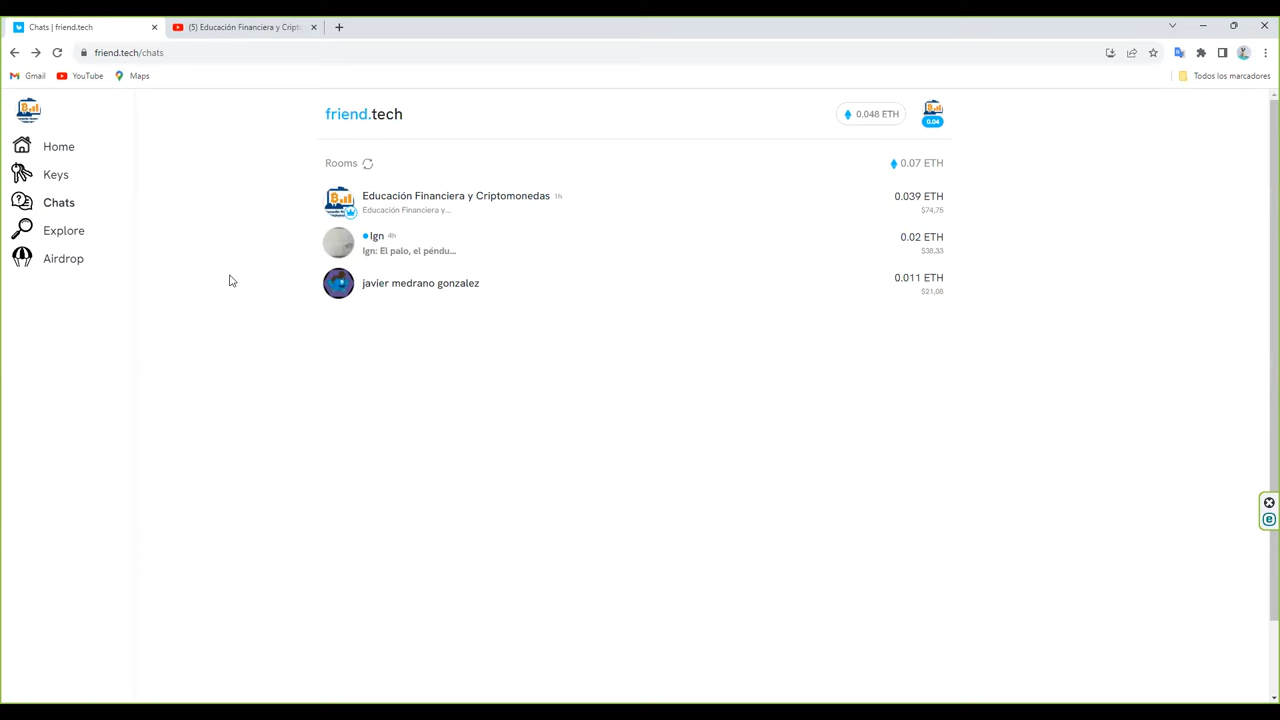 Chats | friend.tech
(5) Educación Financiera y Cripto
friend.tech/chats
Gmail
YouTube
Maps
Todos los marcadores
Home
Keys
Chats
Explore
Airdrop
friend.tech
0.048 ETH
0.04
Rooms
0.07 ETH
Educación Financiera y Criptomonedas 1h
0.039 ETH
Educación Financiera y...
$74,75
Ign 4h
0.02 ETH
Ign: El palo, el péndu...
$38,33
javier medrano gonzalez
0.011 ETH
$21,08